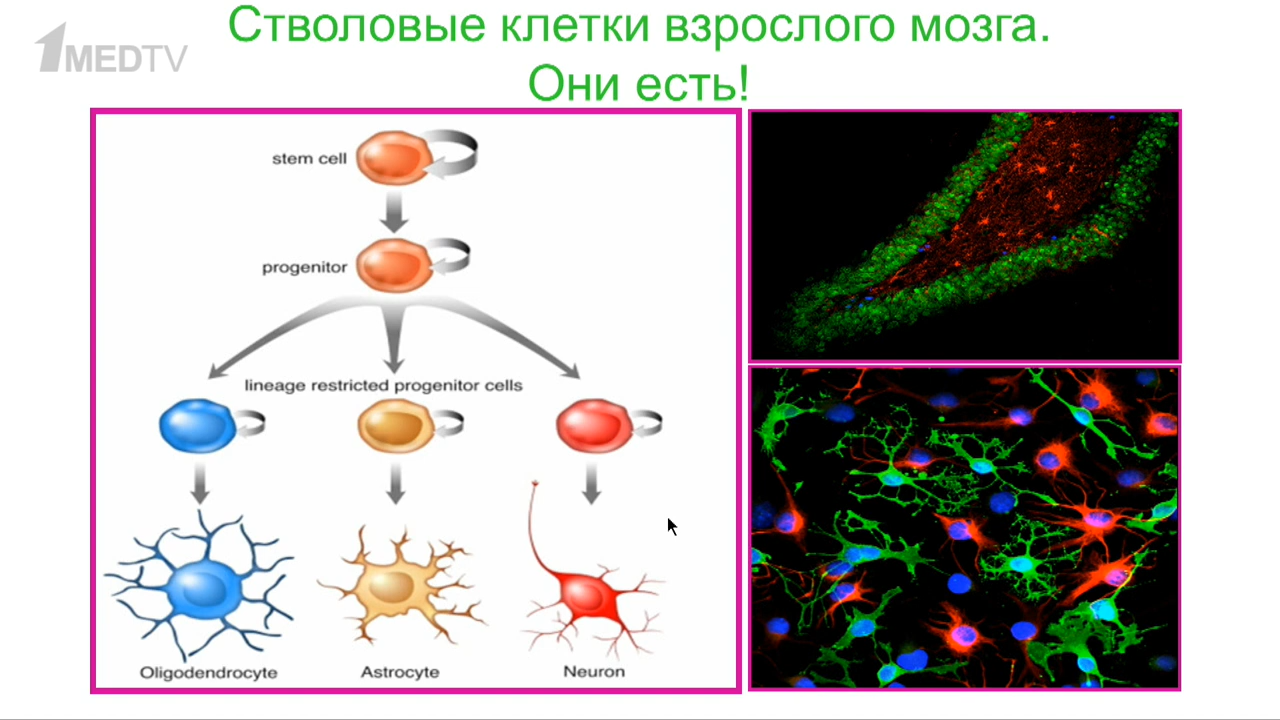 1MEDTV
Стволовые клетки взрослого мозга.
Они есть!
stem cell
progenitor
lineage restricted progenitor cells
Oligodendrocyte
Astrocyte
Neuron